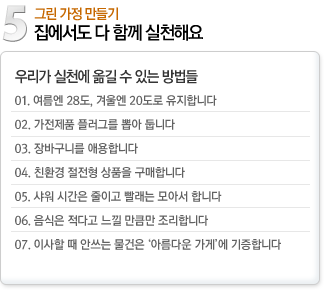 5
그린 가정 만들기
집에서도 다 함께 실천해요
우리가 실천에 옮길 수 있는 방법들
01. 여름엔 28도, 겨울엔 20도로 유지합니다
02. 가전제품 플러그를 뽑아 둡니다
03. 장바구니를 애용합니다
04. 친환경 절전형 상품을 구매합니다
05. 샤워 시간은 줄이고 빨래는 모아서 합니다
06. 음식은 적다고 느낄 만큼만 조리합니다
07. 이사할 때 안쓰는 물건은 '아름다운 가게'에 기증합니다